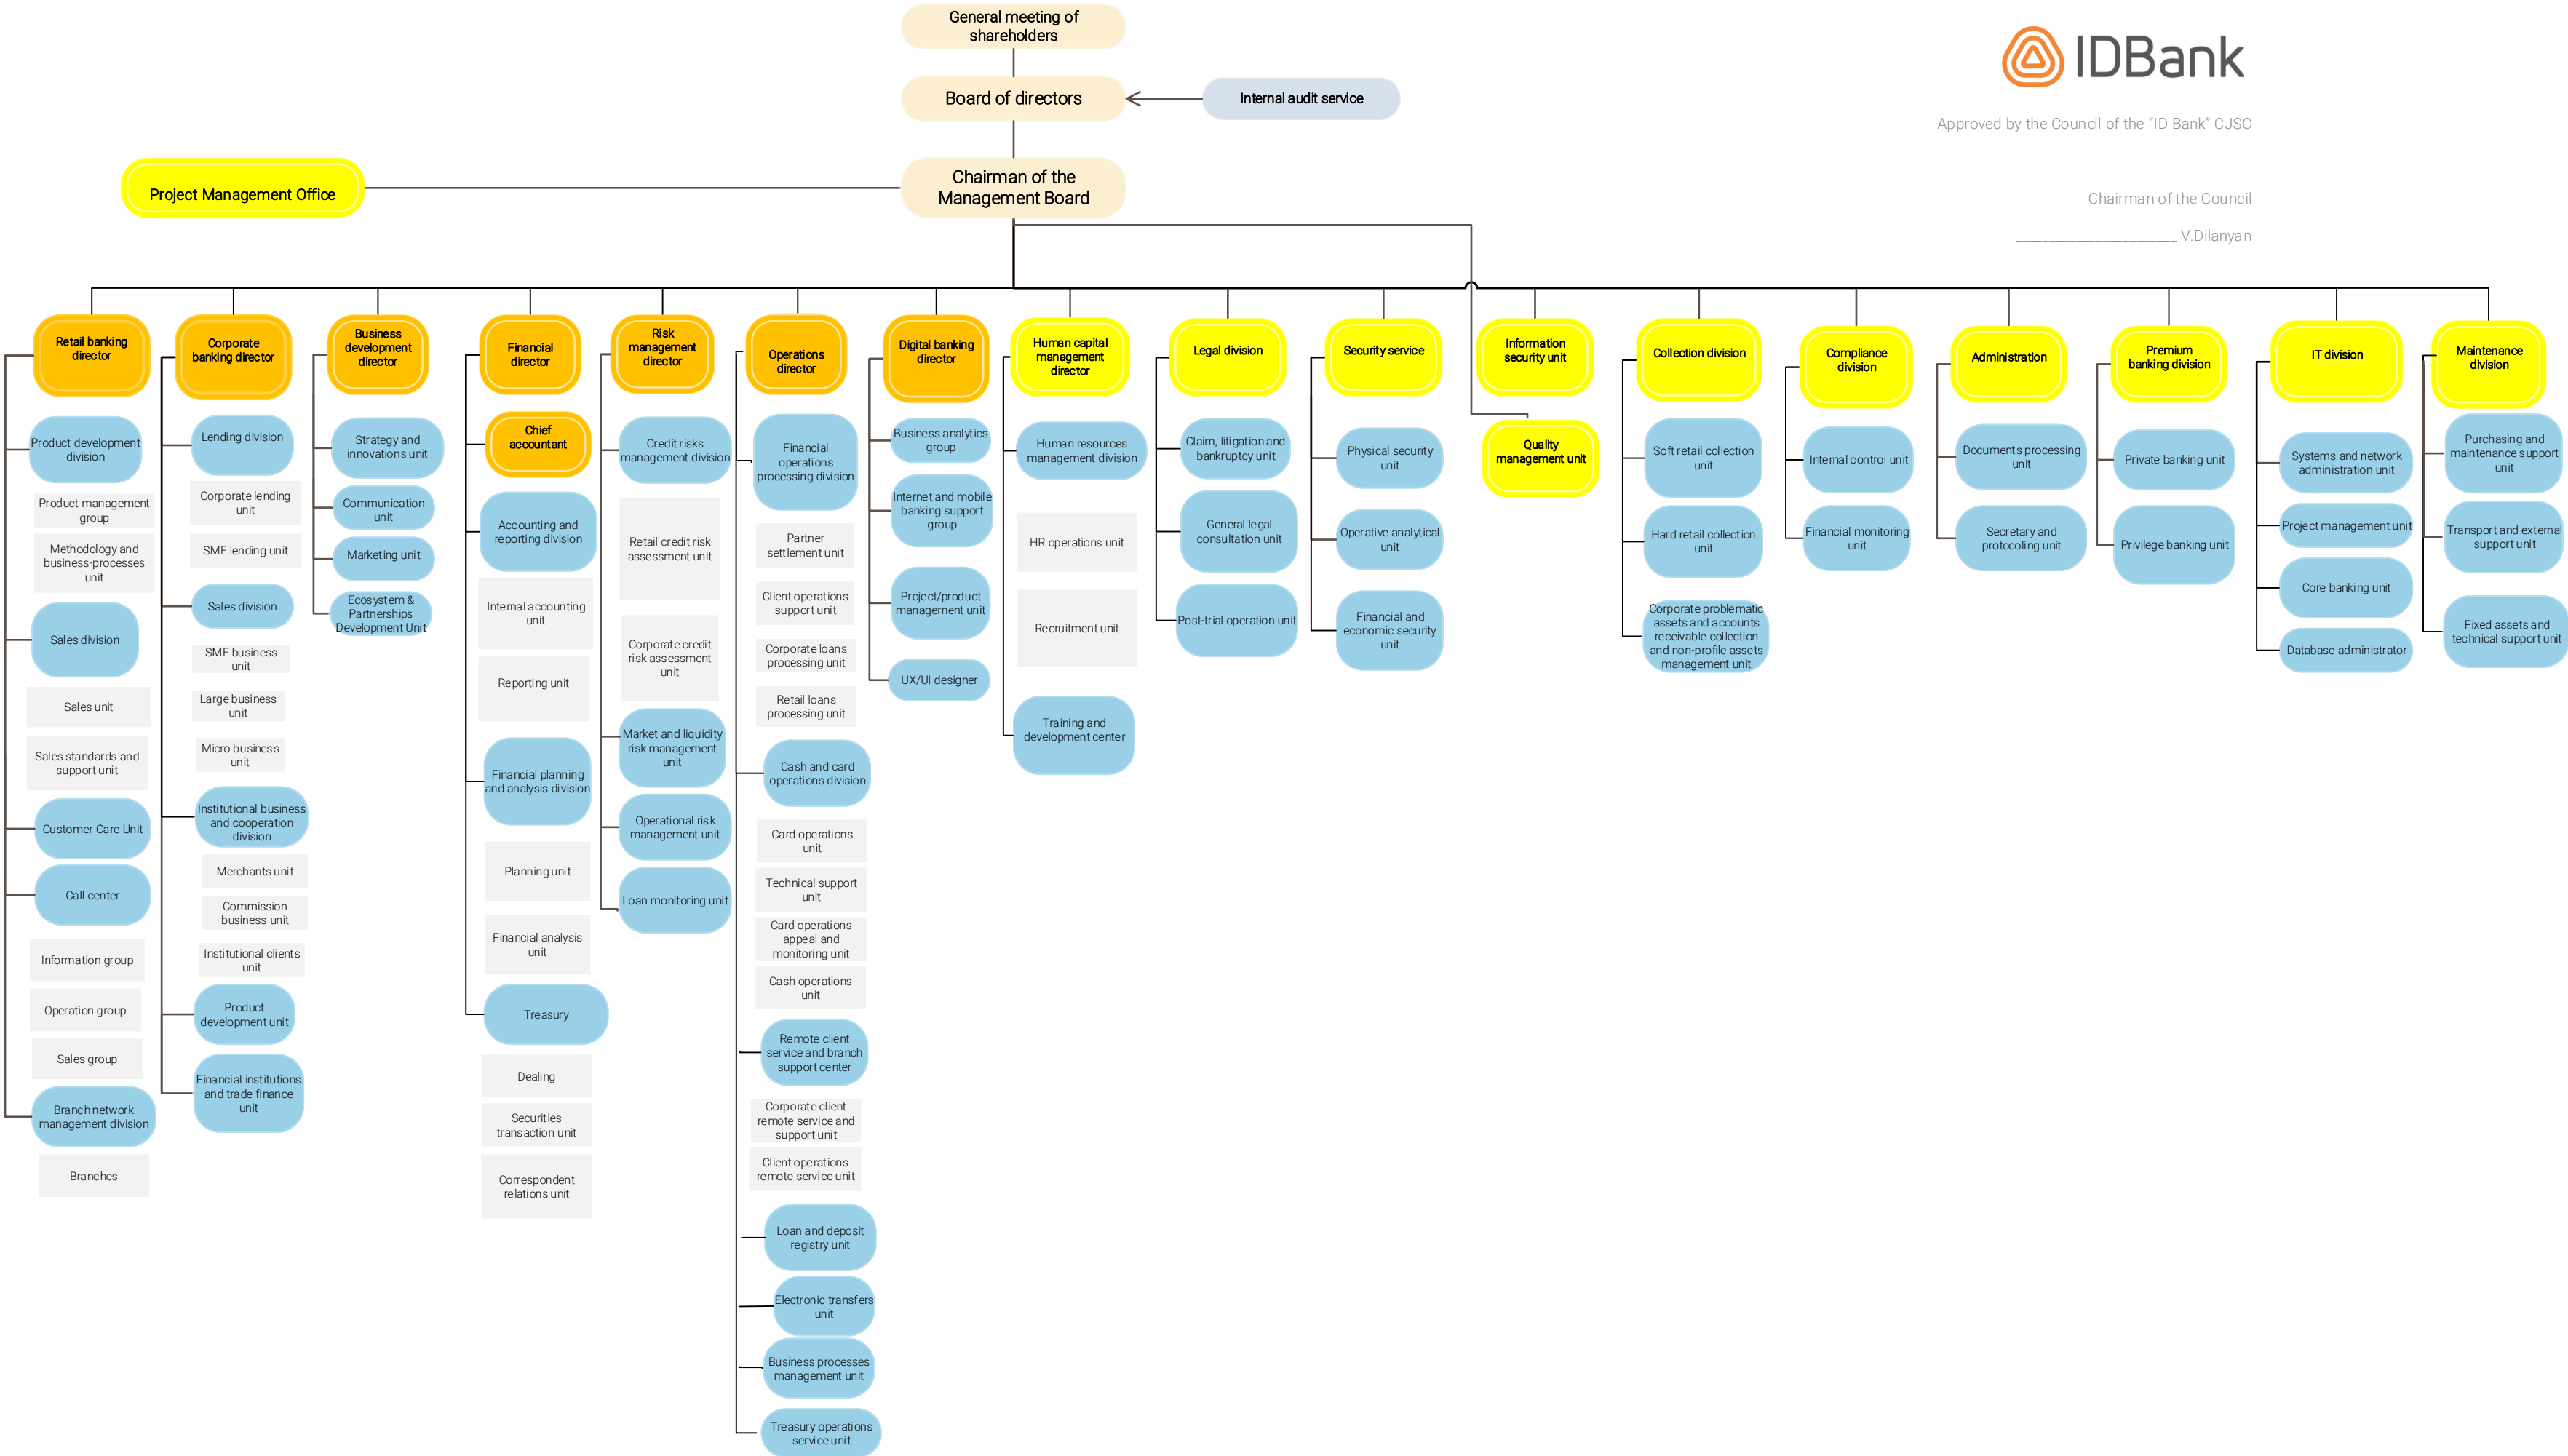 General meeting of
shareholders
IDBank
Board of directors
Internal audit service
Approved by the Council of the “ID Bank” CJSC
Project Management Office
Chairman of the
Management Board
Chairman of the Council
________________________ V.Dilanyan
Retail banking
director
Product development
division
Product management
group
Methodology and
business-processes
unit
Sales division
Sales unit
Sales standards and
support unit
Customer Care Unit
Call center
Information group
Operation group
Sales group
Branch network
management division
Branches
Corporate
banking director
Lending division
Corporate lending
unit
SME lending unit
Sales division
SME business
unit
Large business
unit
Micro business
unit
Institutional business
and cooperation
division
Merchants unit
Commission
business unit
Institutional clients
unit
Product
development unit
Financial institutions
and trade finance
unit
Business
development
director
Strategy and
innovations unit
Communication
unit
Marketing unit
Ecosystem &
Partnerships
Development Unit
Financial
director
Chief
accountant
Accounting and
reporting division
Internal accounting
unit
Reporting unit
Financial planning
and analysis division
Planning unit
Financial analysis
unit
Treasury
Dealing
Securities
transaction unit
Correspondent
relations unit
Risk
management
director
Credit risks
management division
Retail credit risk
assessment unit
Corporate credit
risk assessment
unit
Market and liquidity
risk management
unit
Operational risk
management unit
Loan monitoring unit
Operations
director
Financial
operations
processing division
Partner
settlement unit
Client operations
support unit
Corporate loans
processing unit
Retail loans
processing unit
Cash and card
operations division
Card operations
unit
Technical support
unit
Card operations
appeal and
monitoring unit
Cash operations
unit
Remote client
service and branch
support center
Corporate client
remote service and
support unit
Client operations
remote service unit
Loan and deposit
registry unit
Electronic transfers
unit
Business processes
management unit
Treasury operations
service unit
Digital banking
director
Business analytics
group
Internet and mobile
banking support
group
Project/product
management unit
UX/UI designer
Human capital
management
director
Human resources
management division
HR operations unit
Recruitment unit
Training and
development center
Legal division
Claim, litigation and
bankruptcy unit
General legal
consultation unit
Post-trial operation unit
Security service
Physical security
unit
Operative analytical
unit
Financial and
economic security
unit
Information
security unit
Quality
management unit
Collection division
Soft retail collection
unit
Hard retail collection
unit
Corporate problematic
assets and accounts
receivable collection
and non-profile assets
management unit
Compliance
division
Internal control unit
Financial monitoring
unit
Administration
Documents processing
unit
Secretary and
protocoling unit
Premium
banking division
Private banking unit
Privilege banking unit
IT division
Systems and network
administration unit
Project management unit
Core banking unit
Database administrator
Maintenance
division
Purchasing and
maintenance support
unit
Transport and external
support unit
Fixed assets and
technical support unit